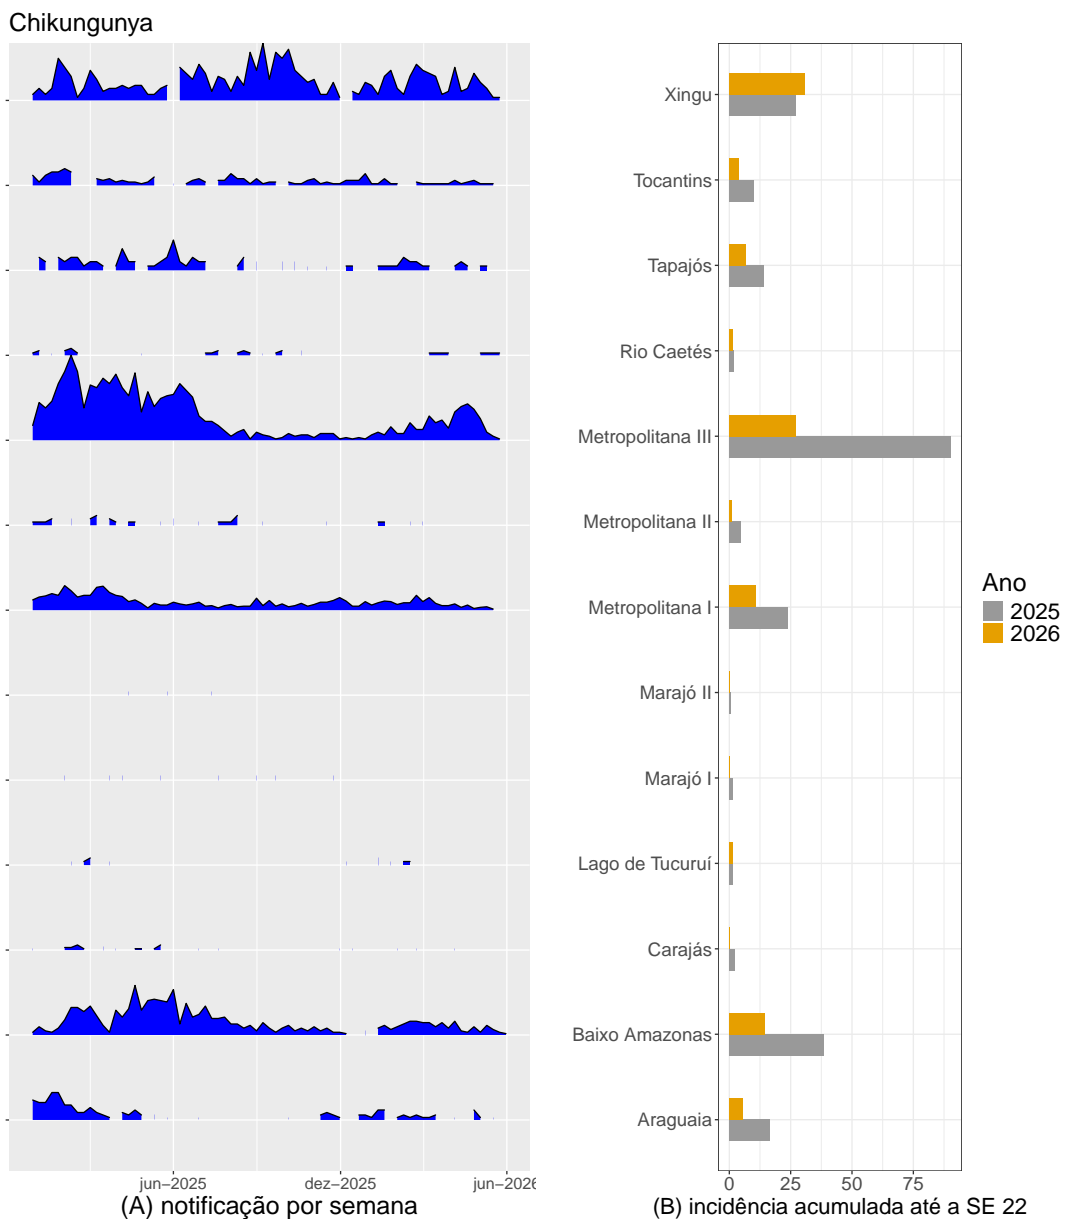 Chikungunya
Xingu
Tocantins
Tapajós
Rio Caetés
Metropolitana III
Metropolitana II
Metropolitana I
Marajó II
Marajó I
Lago de Tucuruí
Carajás
Baixo Amazonas
Araguaia
jun–2025 dez–2025 jun–2026
(A) notificação por semana
0 25 50 75
(B) incidência acumulada até a SE 22
Ano
2025
2026